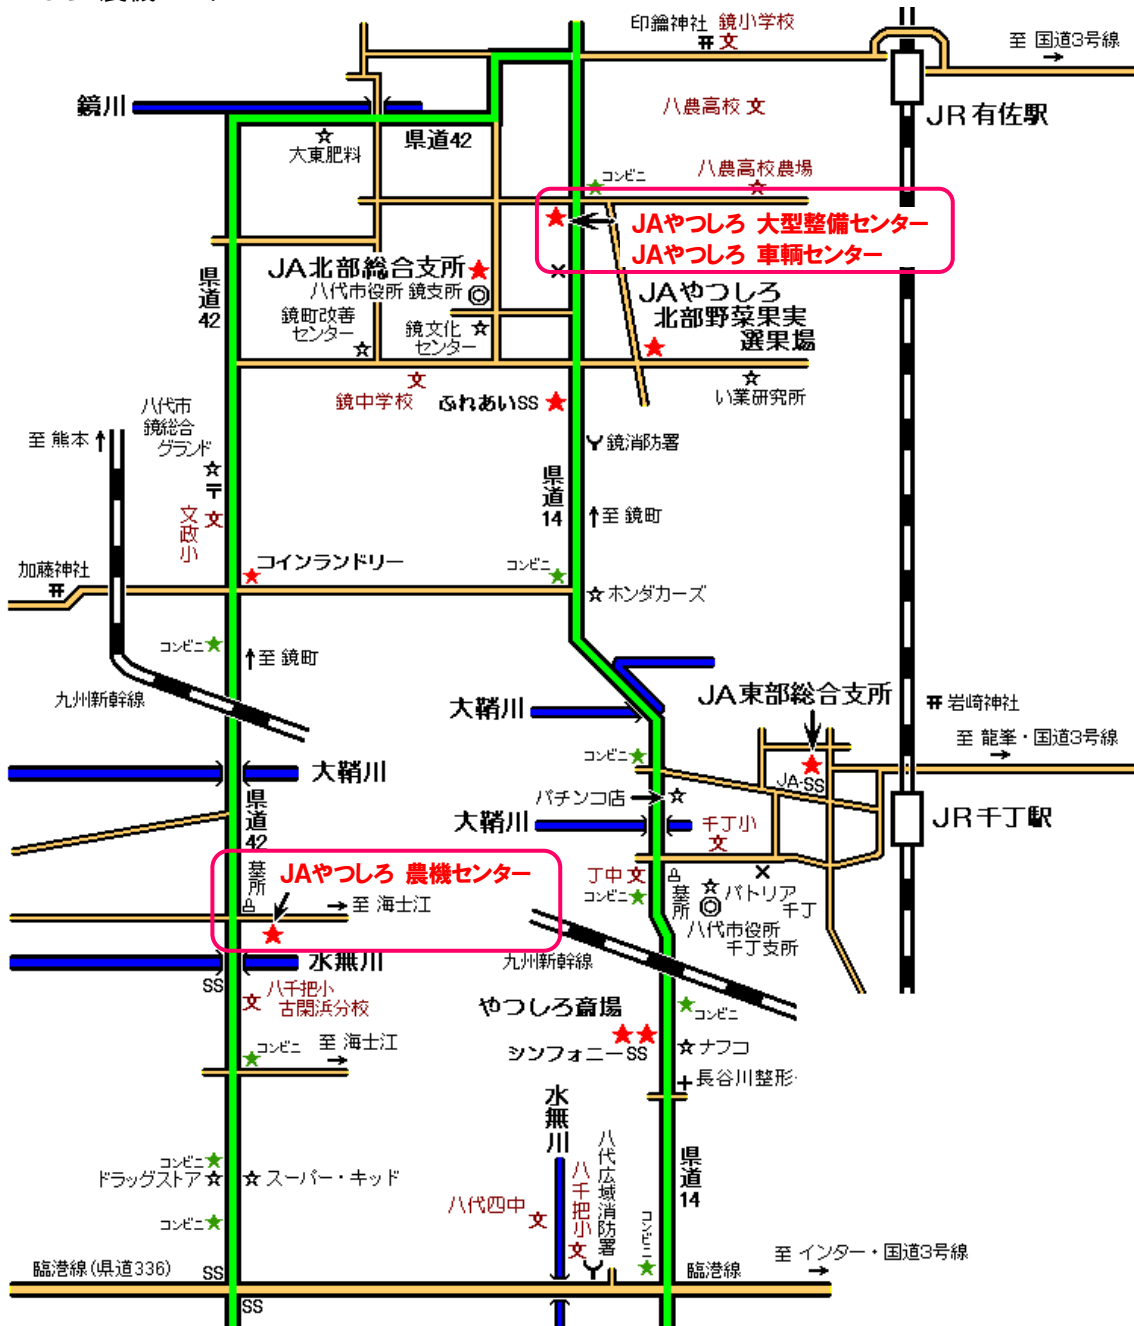 印鑰神社
鏡小学校
文
至 国道3号線
鏡川
八農高校 文
JR有佐駅
大東肥料
県道42
コンビニ
八農高校農場
JAやつしろ 大型整備センター
JAやつしろ 車輌センター
県道42
JA北部総合支所
八代市役所 鏡支所
鏡町改善
センター
鏡文化
センター
JAやつしろ
北部野菜果実
選果場
鏡中学校
文
ふれあいSS
い業研究所
八代市
鏡総合
グランド
至 熊本
鏡消防署
県道14
〒
文政小
文
至 鏡町
加藤神社
コインランドリー
コンビニ
ホンダカーズ
コンビニ
至 鏡町
九州新幹線
大鞘川
JA東部総合支所
岩崎神社
至 龍峯・国道3号線
コンビニ
大鞘川
JA-SS
パチンコ店
県道42
大鞘川
千丁小
文
JR千丁駅
墓所
JAやつしろ 農機センター
至 海士江
丁中 文
コンビニ
墓所
パトリア
千丁
八代市役所
千丁支所
水無川
九州新幹線
SS
文
八千把小
古閑浜分校
やつしろ斎場
コンビニ
コンビニ
至 海士江
シンフォニーSS
ナフコ
長谷川整形
水無川
県道14
コンビニ
ドラッグストア
スーパー・キッド
八代四中
文
八千把小
文
八代広域消防署
コンビニ
コンビニ
至 インター・国道3号線
臨港線(県道336)
SS
臨港線
SS